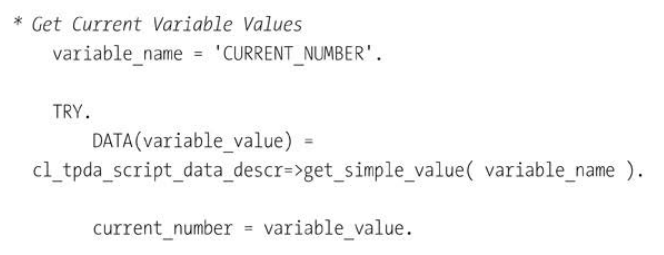 * Get Current Variable Values
variable_name = 'CURRENT_NUMBER'.
TRY.
DATA(variable_value) =
cl_tpda_script_data_descr=>get_simple_value( variable_name ).
current_number = variable_value.